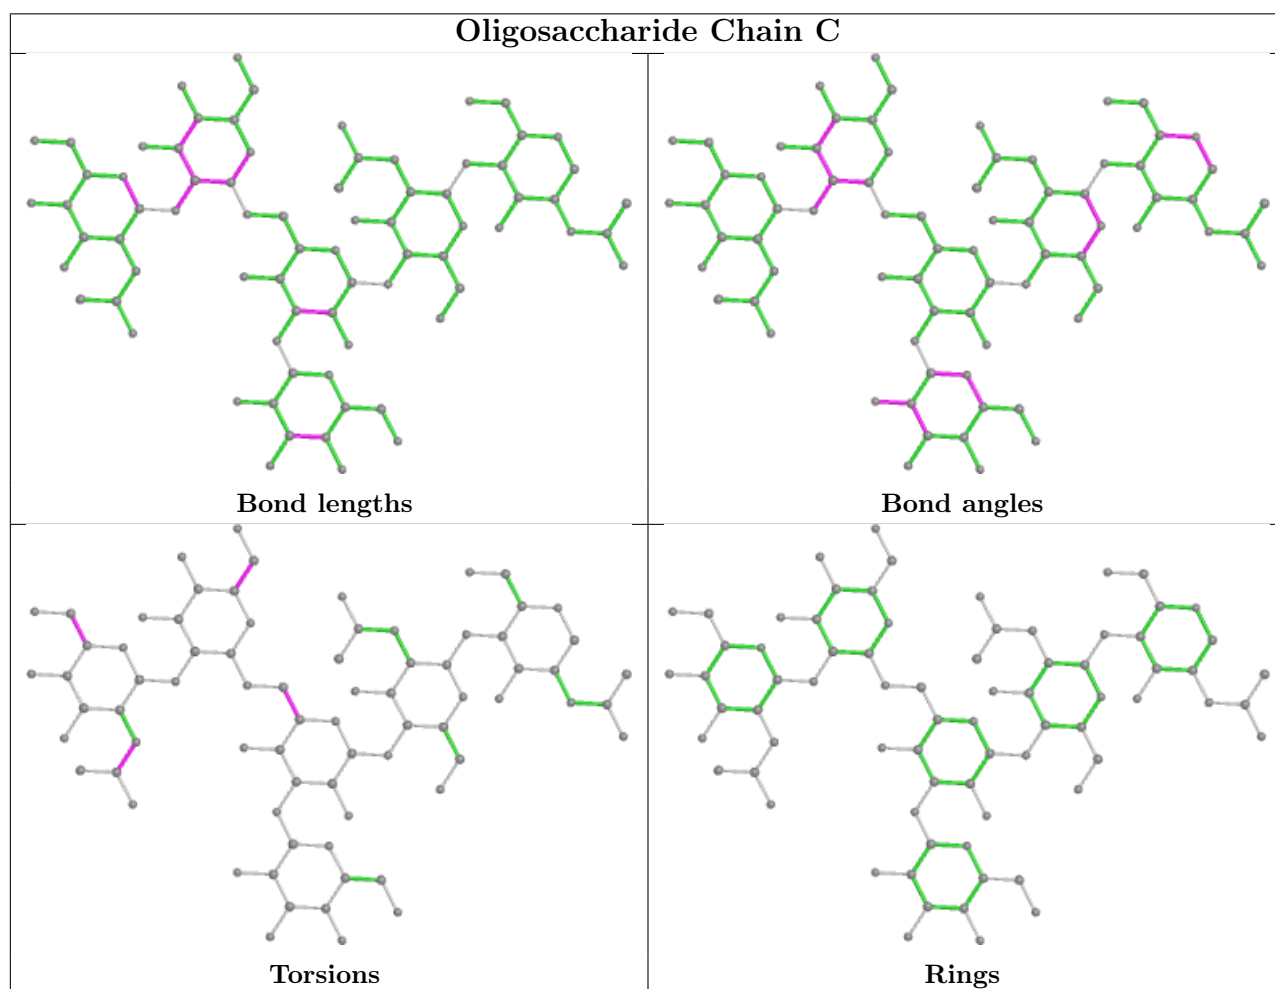 Oligosaccharide Chain C
Bond lengths
Bond angles
Torsions
Rings